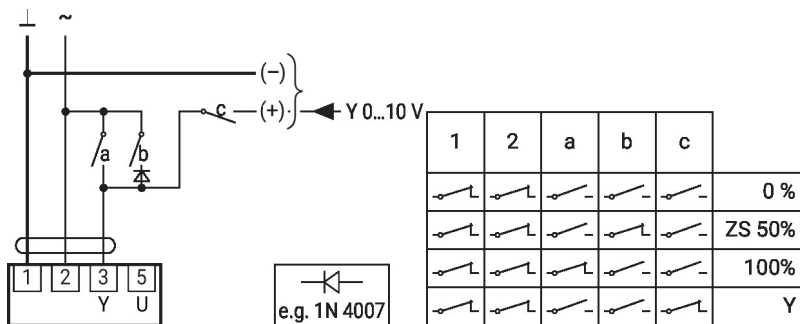 ⊥ ~
(−)
c (+) Y 0...10 V
a b
1 2 3 5
Y U
e.g. 1N 4007
1 2 a b c
0 %
ZS 50%
100%
Y